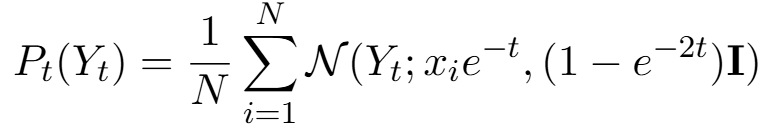 $P_t(Y_t) = \frac{1}{N} \sum_{i=1}^{N} \mathcal{N}(Y_t; x_i e^{-t}, (1 - e^{-2t})\mathbf{I})$